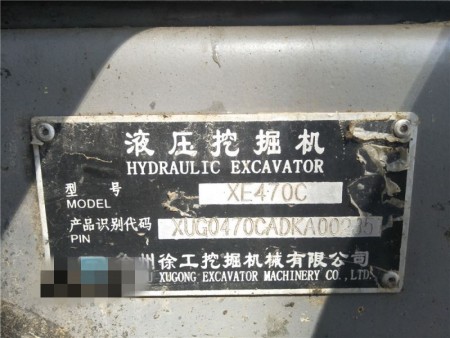 液压挖掘机
HYDRAULIC EXCAVATOR
型 号 XE470C
MODEL
产品识别代码
PIN
州徐工挖掘机械有限公司
XUGONG EXCAVATOR MACHINERY CO.,LTD.